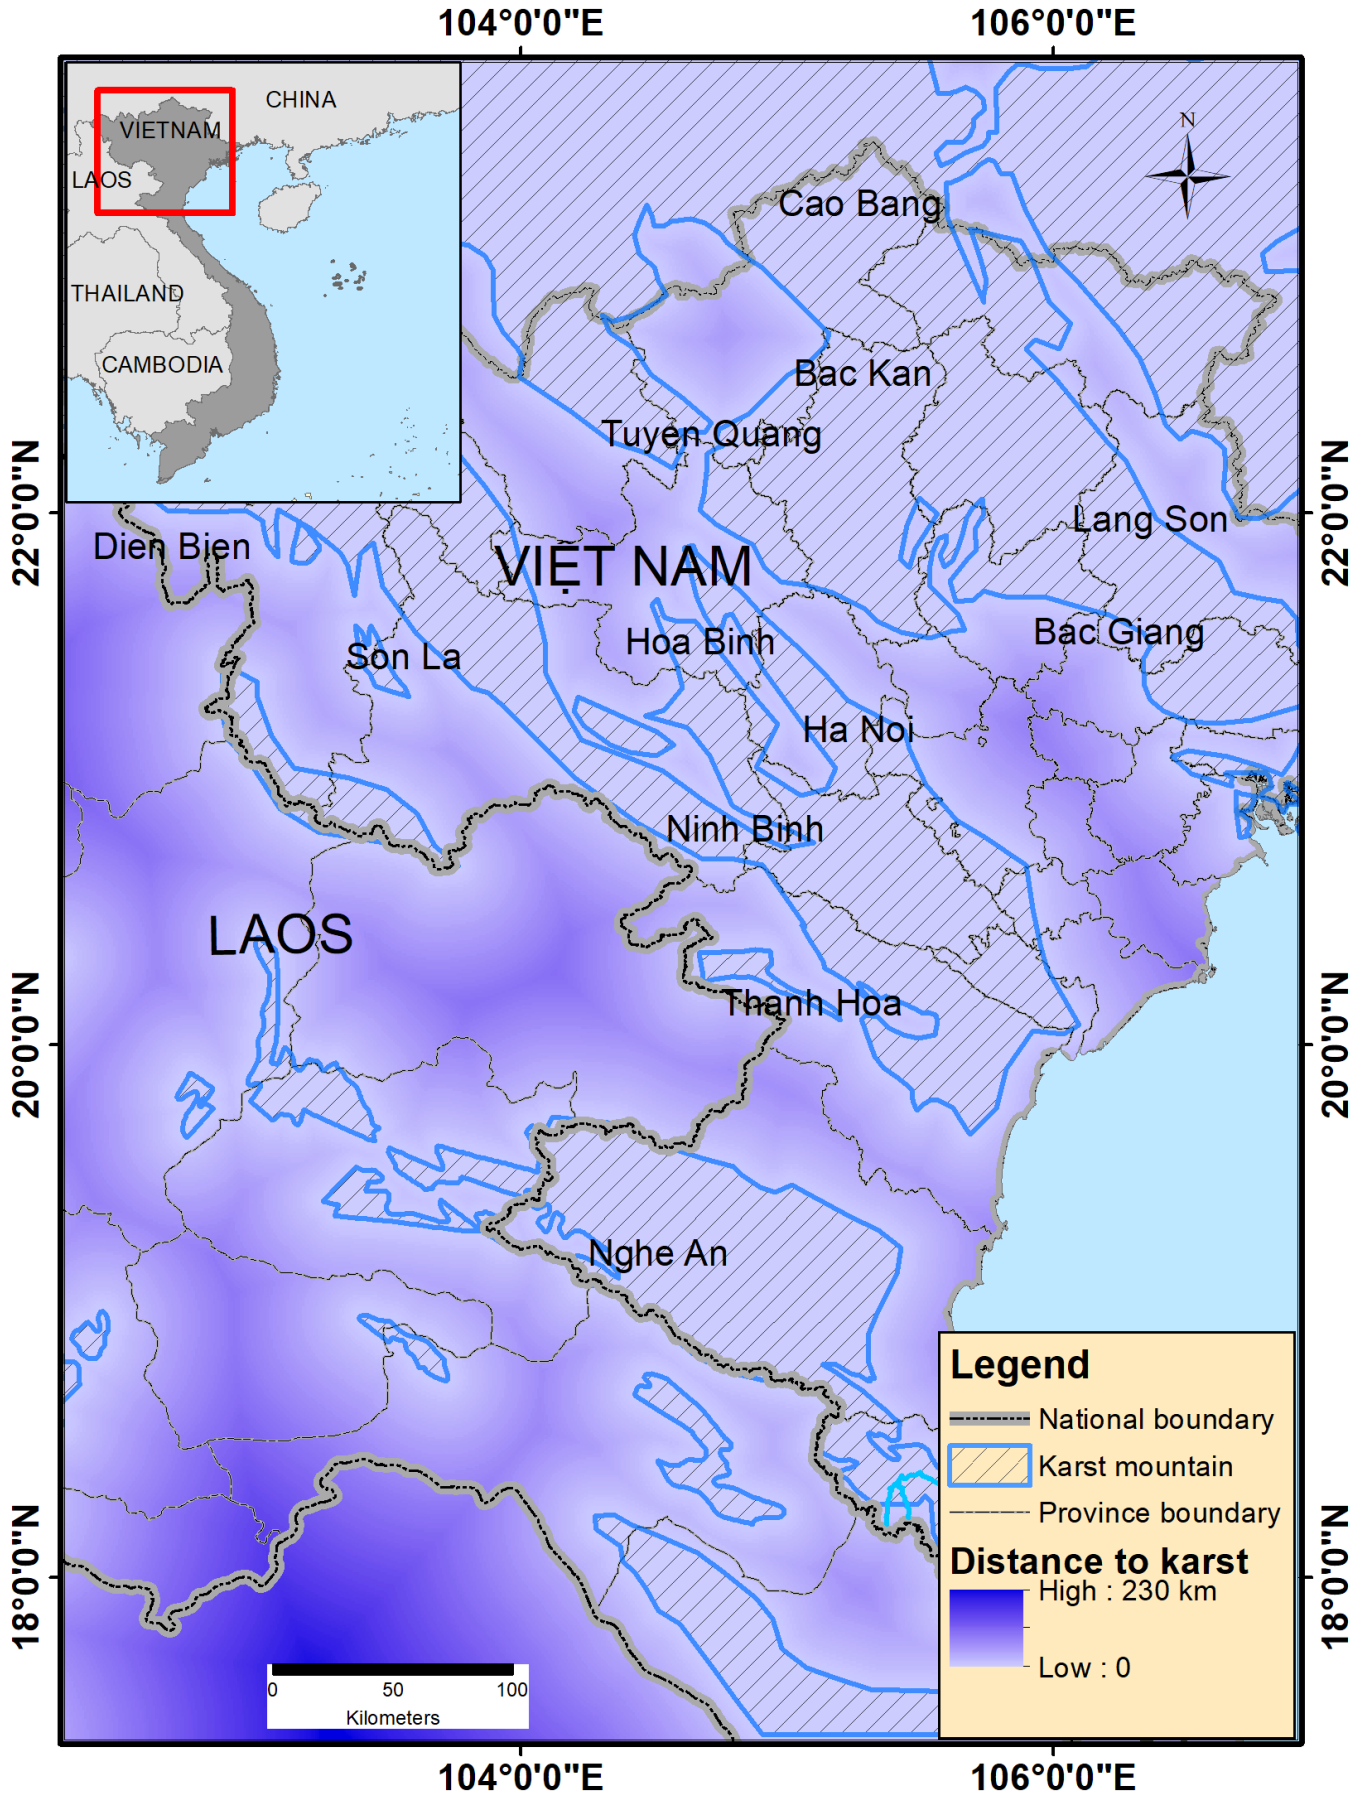 104°0'0"E
106°0'0"E
CHINA
VIETNAM
LAOS
THAILAND
CAMBODIA
N
Cao Bang
Bac Kan
Tuyen Quang
22°0'0"N
22°0'0"N
Lang Son
Dien Bien
VIỆT NAM
Bac Giang
Hoa Binh
Son La
Ha Noi
Ninh Binh
LAOS
Thanh Hoa
20°0'0"N
20°0'0"N
Nghe An
Legend
National boundary
Karst mountain
Province boundary
Distance to karst
High : 230 km
Low : 0
18°0'0"N
18°0'0"N
0 50 100
Kilometers
104°0'0"E
106°0'0"E